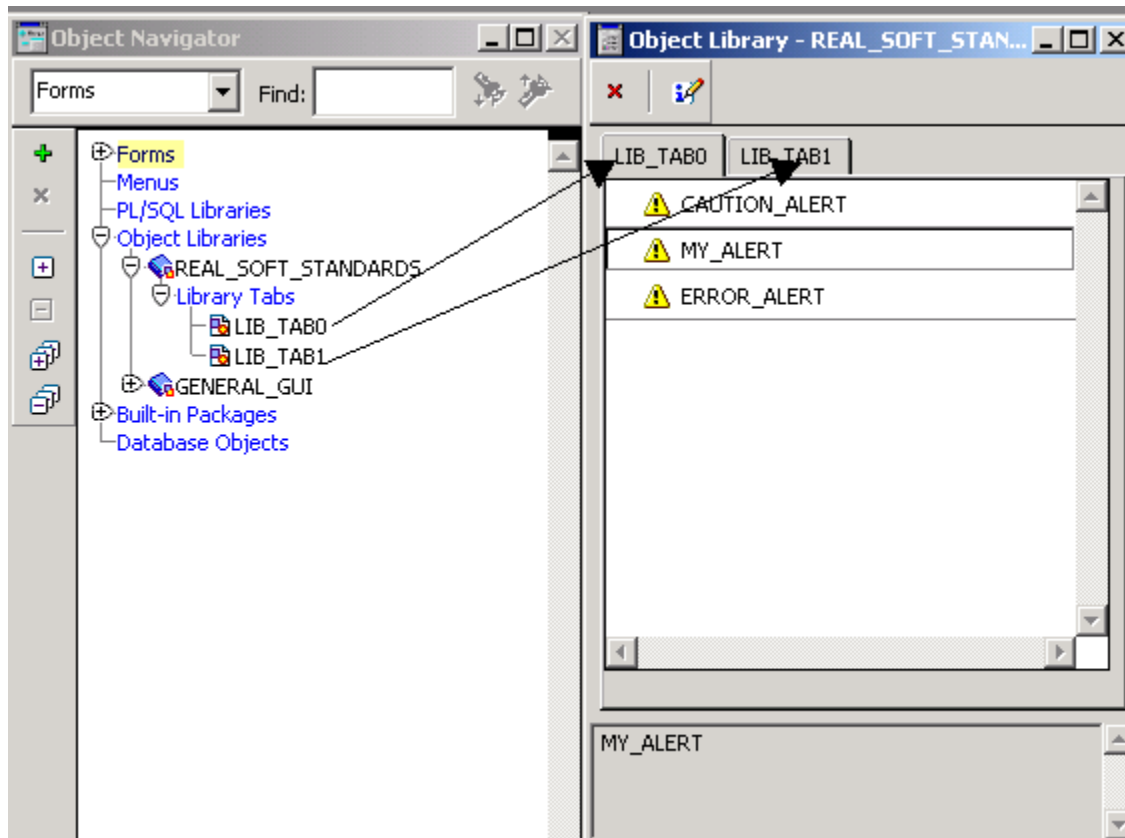 Object Navigator
Forms
Find:
Forms
Menus
PL/SQL Libraries
Object Libraries
REAL_SOFT_STANDARDS
Library Tabs
LIB_TAB0
LIB_TAB1
GENERAL_GUI
Built-in Packages
Database Objects
Object Library - REAL_SOFT_STAN...
LIB_TAB0
LIB_TAB1
CAUTION_ALERT
MY_ALERT
ERROR_ALERT
MY_ALERT